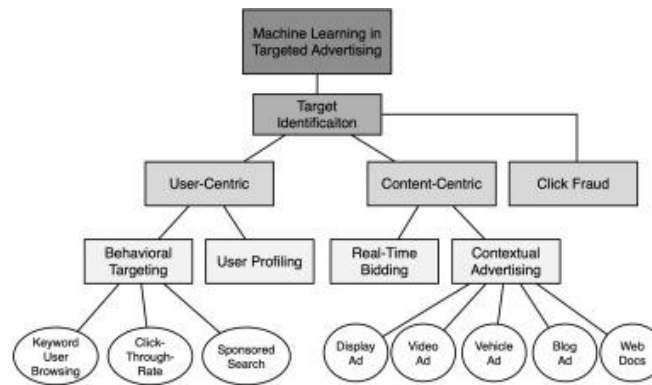 Machine Learning in
Targeted Advertising
Target
Identificaiton
User-Centric
Content-Centric
Click Fraud
Behavioral
Targeting
User Profiling
Real-Time
Bidding
Contextual
Advertising
Keyword
User
Browsing
Click-
Through-
Rate
Sponsored
Search
Display
Ad
Video
Ad
Vehicle
Ad
Blog
Ad
Web
Docs